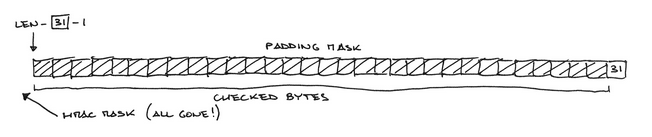 LEN - 31 - 1
PADDING MASK
31
CHECKED BYTES
HMAC MASK (ALL GONE!)